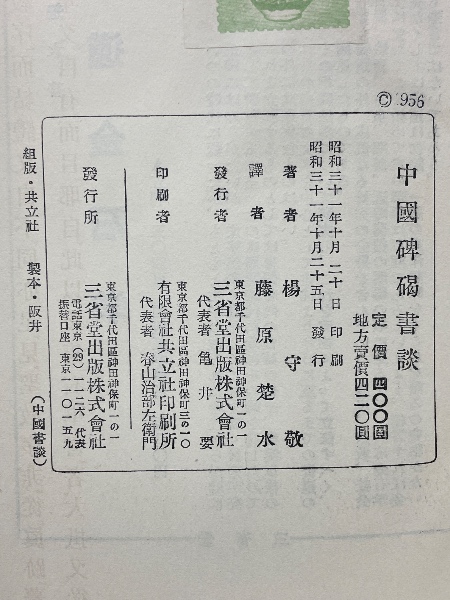 ©1956
中國碑碣書談
定價 四〇〇圓
地方賣價四二〇圓
昭和三十一年十月二十日 印刷
昭和三十一年十月二十五日 發行
著者 楊守敬
譯者 藤原楚水
發行者
東京都千代田區神田神保町一の一
三省堂出版株式會社
代表者 亀井要
印刷者
東京都千代田區神田神保町三の一〇
有限會社共立社印刷所
代表者 春山治部左衛門
發行所
東京都千代田區神田神保町一の一
三省堂出版株式會社
電話東京(29)一一二六 代表
振替口座 東京一一〇一五九
組版・共立社 製本・阪井
(中國書談)